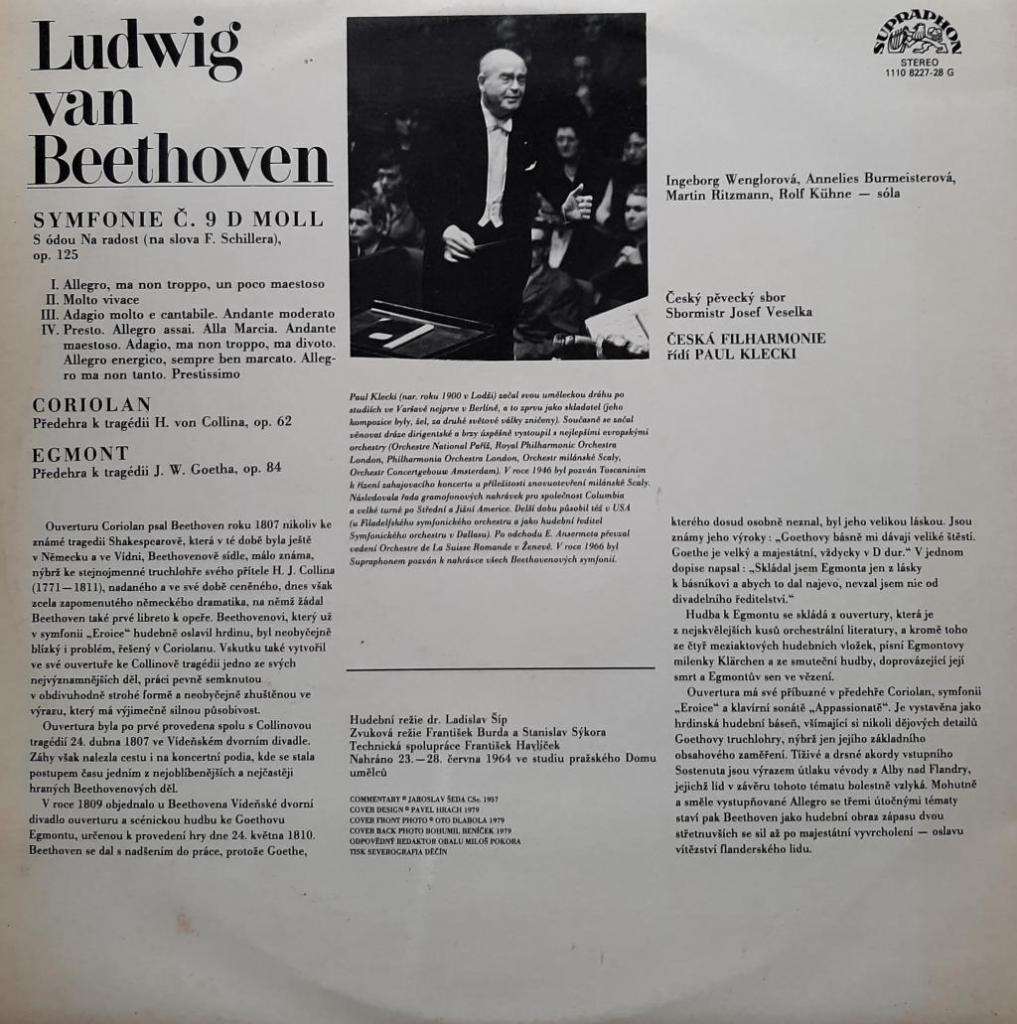 Ludwig
van
Beethoven
SYMFONIE Č. 9 D MOLL
S ódou Na radost (na slova F. Schillera),
op. 125
I. Allegro, ma non troppo, un poco maestoso
II. Molto vivace
III. Adagio molto e cantabile. Andante moderato
IV. Presto. Allegro assai. Alla Marcia. Andante
maestoso. Adagio, ma non troppo, ma divoto.
Allegro energico, sempre ben marcato. Alleg-
ro ma non tanto. Prestissimo
CORIOLAN
Předehra k tragédii H. von Collina, op. 62
EGMONT
Předehra k tragédii J. W. Goetha, op. 84
Ouverturu Coriolan psal Beethoven roku 1807 nikoliv ke
známé tragedii Shakespearově, která v té době byla ještě
v Německu a ve Vídni, Beethovenově sídle, málo známa,
nýbrž ke stejnojmenné truchlohře svého přítele H. J. Collina
(1771—1811), nadaného a ve své době ceněného, dnes však
zcela zapomenutého německého dramatika, na němž žádal
Beethoven také prvé libreto k opeře. Beethovenovi, který už
v symfonii „Eroice" hudebně oslavil hrdinu, byl neobyčejně
blízký i problém, řešený v Coriolanu. Vskutku také vytvořil
ve své ouvertuře ke Collinově tragédii jedno ze svých
nejvýznamnějších děl, práci pevně semknutou
v obdivuhodně strohé formě a neobyčejně zhuštěnou ve
výrazu, který má výjimečně silnou působivost.
Ouvertura byla po prvé provedena spolu s Collinovou
tragédií 24. dubna 1807 ve Vídeňském dvorním divadle.
Záhy však nalezla cestu i na koncertní podia, kde se stala
postupem času jedním z nejoblíbenějších a nejčastěji
hraných Beethovenových děl.
V roce 1809 objednalo u Beethovena Vídeňské dvorní
divadlo ouverturu a scénickou hudbu ke Goethovu
Egmontu, určenou k provedení hry dne 24. května 1810.
Beethoven se dal s nadšením do práce, protože Goethe,
Paul Klecki (nar. roku 1900 v Lodži) začal svou uměleckou dráhu po
studiích ve Varšavě nejprve v Berlíně, a to zprvu jako skladatel (jeho
kompozice byly, žel, za druhé světové války zničeny). Současně se začal
věnovat dráze dirigentské a brzy úspěšně vystoupil s nejlepšími evropskými
orchestry (Orchestre National Paříž, Royal Philharmonic Orchestra
London, Philharmonia Orchestra London, Orchestr milánské Scaly,
Orchestr Concertgebouw Amsterdam). V roce 1946 byl pozván Toscaninim
k řízení zahajovacího koncertu u příležitosti znovuotevření milánské Scaly.
Následovala řada gramofonových nahrávek pro společnost Columbia
a velké turné po Střední a Jižní Americe. Delší dobu působil též v USA
(u Filadelfského symfonického orchestru a jako hudební ředitel
Symfonického orchestru v Dallasu). Po odchodu E. Ansermeta převzal
vedení Orchestre de La Suisse Romande v Ženevě. V roce 1966 byl
Supraphonem pozván k nahrávce všech Beethovenových symfonií.
Hudební režie dr. Ladislav Šíp
Zvuková režie František Burda a Stanislav Sýkora
Technická spolupráce František Havlíček
Nahráno 23.—28. června 1964 ve studiu pražského Domu
umělců
COMMENTARY © JAROSLAV ŠEDA CSc. 1967
COVER DESIGN © PAVEL HRACH 1979
COVER FRONT PHOTO © OTO DLABOLA 1979
COVER BACK PHOTO BOHUMIL BENÍČEK 1979
ODPOVĚDNÝ REDAKTOR OBALU MILOŠ POKORA
TISK SEVEROGRAFIA DĚČÍN
SUPRAPHON
STEREO
1110 8227-28 G
Ingeborg Wenglorová, Annelies Burmeisterová,
Martin Ritzmann, Rolf Kühne — sóla
Český pěvecký sbor
Sbormistr Josef Veselka
ČESKÁ FILHARMONIE
řídí PAUL KLECKI
kterého dosud osobně neznal, byl jeho velikou láskou. Jsou
známy jeho výroky: „Goethovy básně mi dávají veliké štěstí.
Goethe je velký a majestátní, vždycky v D dur." V jednom
dopise napsal: „Skládal jsem Egmonta jen z lásky
k básníkovi a abych to dal najevo, nevzal jsem nic od
divadelního ředitelství."
Hudba k Egmontu se skládá z ouvertury, která je
z nejskvělejších kusů orchestrální literatury, a kromě toho
ze čtyř meziaktových hudebních vložek, písní Egmontovy
milenky Klärchen a ze smuteční hudby, doprovázející její
smrt a Egmontův sen ve vězení.
Ouvertura má své příbuzné v předehře Coriolan, symfonii
„Eroice" a klavírní sonátě „Appassionatě". Je vystavěna jako
hrdinská hudební báseň, všímající si nikoli dějových detailů
Goethovy truchlohry, nýbrž jen jejího základního
obsahového zaměření. Tíživé a drsné akordy vstupního
Sostenuta jsou výrazem útlaku vévody z Alby nad Flandry,
jejichž lid v závěru tohoto tématu bolestně vzlyká. Mohutně
a směle vystupňované Allegro se třemi útočnými tématy
staví pak Beethoven jako hudební obraz zápasu dvou
střetnuvších se sil až po majestátní vyvrcholení — oslavu
vítězství flanderského lidu.